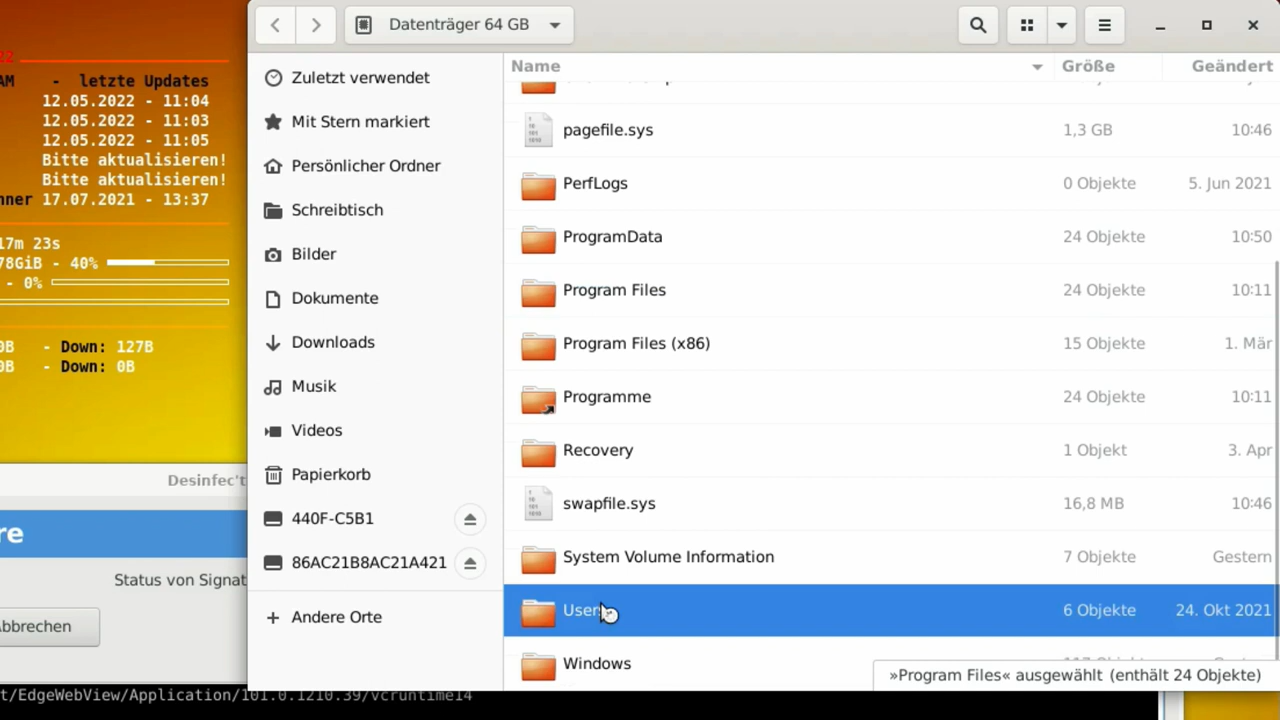 22
AM - letzte Updates
12.05.2022 - 11:04
12.05.2022 - 11:03
12.05.2022 - 11:05
Bitte aktualisieren!
Bitte aktualisieren!
nner 17.07.2021 - 13:37
17m 23s
78GiB - 40%
- 0%
0B - Down: 127B
0B - Down: 0B
Desinfec't
re
Status von Signat
Abbrechen
t/EdgeWebView/Application/101.0.1210.39/vcruntime14
Datenträger 64 GB
Zuletzt verwendet
Mit Stern markiert
Persönlicher Ordner
Schreibtisch
Bilder
Dokumente
Downloads
Musik
Videos
Papierkorb
440F-C5B1
86AC21B8AC21A421
Andere Orte
Name Größe Geändert
pagefile.sys 1,3 GB 10:46
PerfLogs 0 Objekte 5. Jun 2021
ProgramData 24 Objekte 10:50
Program Files 24 Objekte 10:11
Program Files (x86) 15 Objekte 1. Mär
Programme 24 Objekte 10:11
Recovery 1 Objekt 3. Apr
swapfile.sys 16,8 MB 10:46
System Volume Information 7 Objekte Gestern
Users 6 Objekte 24. Okt 2021
Windows
»Program Files« ausgewählt (enthält 24 Objekte)